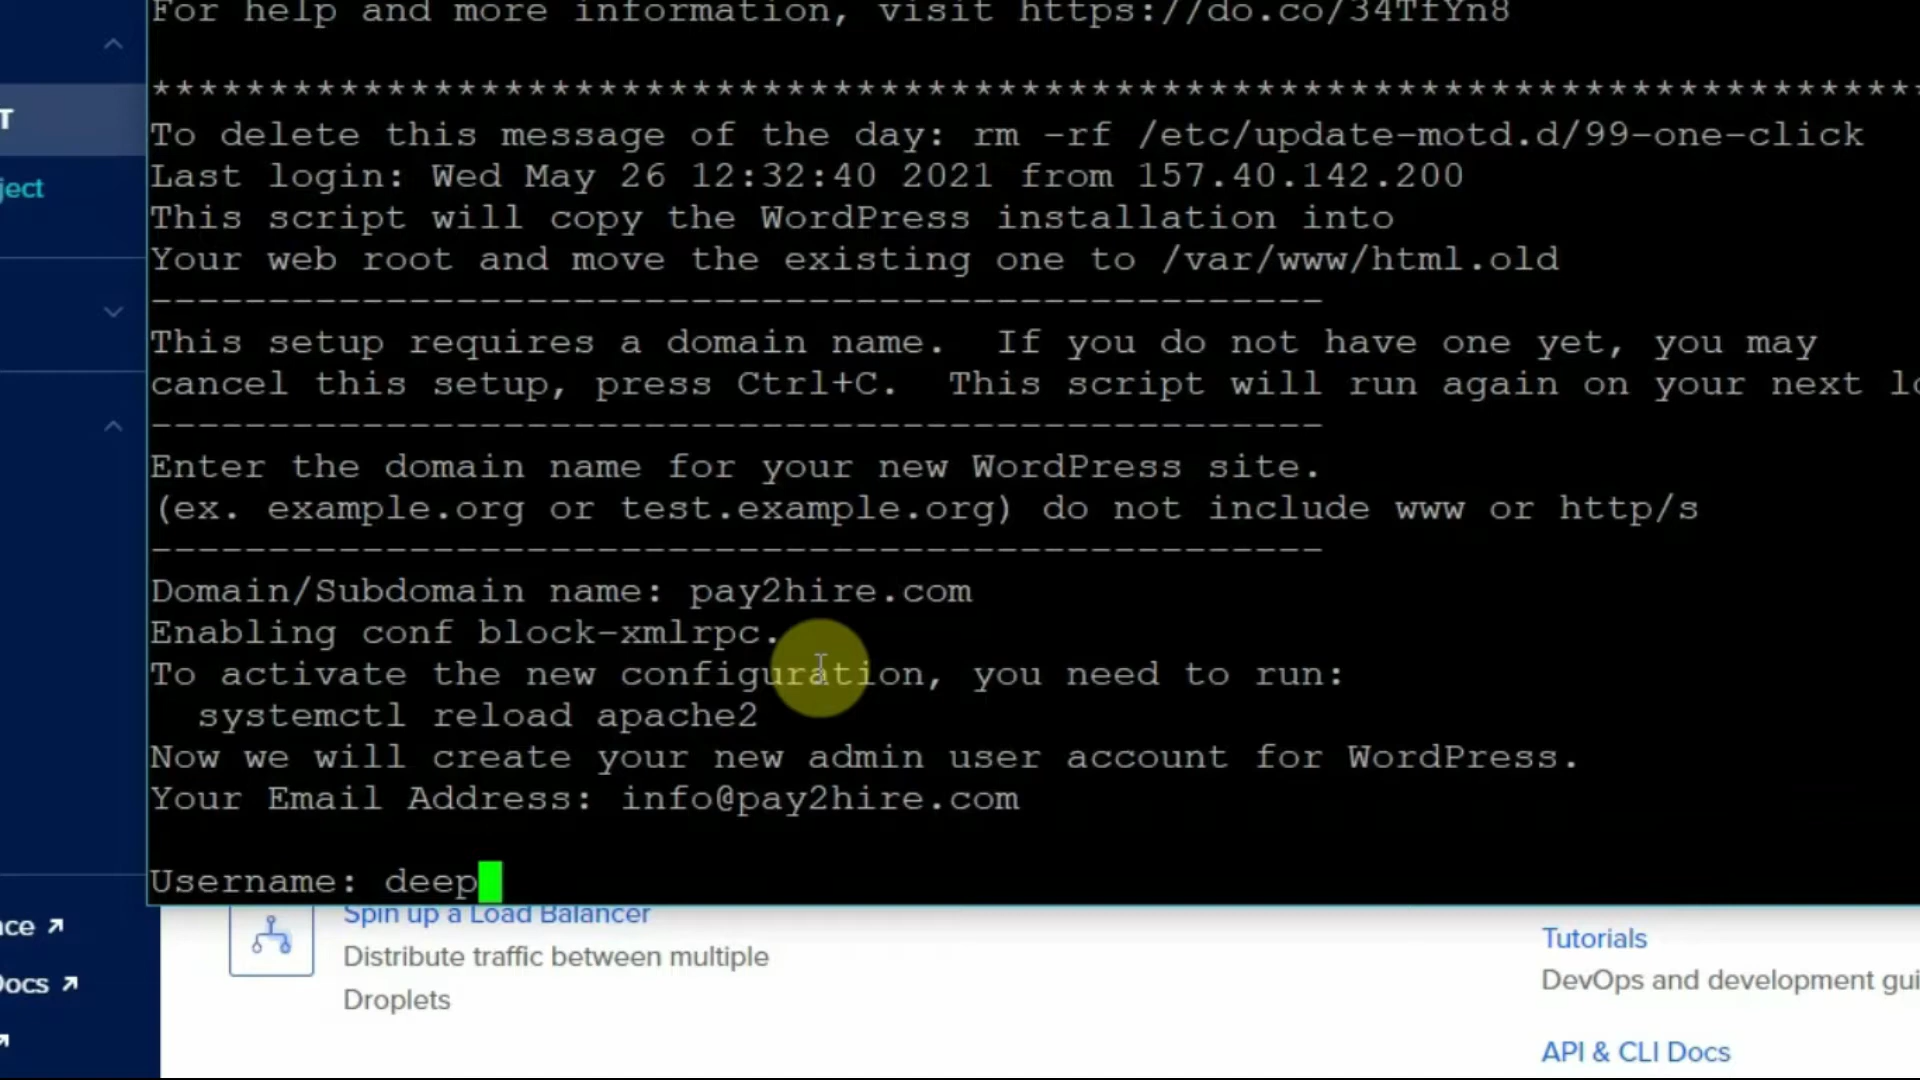 For help and more information, visit https://do.co/34TfYn8
********************************************************************************
To delete this message of the day: rm -rf /etc/update-motd.d/99-one-click
Last login: Wed May 26 12:32:40 2021 from 157.40.142.200
This script will copy the WordPress installation into
Your web root and move the existing one to /var/www/html.old
--------------------------------------------------
This setup requires a domain name.  If you do not have one yet, you may
cancel this setup, press Ctrl+C.  This script will run again on your next lo
--------------------------------------------------
Enter the domain name for your new WordPress site.
(ex. example.org or test.example.org) do not include www or http/s
--------------------------------------------------
Domain/Subdomain name: pay2hire.com
Enabling conf block-xmlrpc.
To activate the new configuration, you need to run:
  systemctl reload apache2
Now we will create your new admin user account for WordPress.
Your Email Address: info@pay2hire.com
Username: deep
T
ject
nce ↗
Docs ↗
Spin up a Load Balancer
Distribute traffic between multiple
Droplets
Tutorials
DevOps and development gui
API & CLI Docs